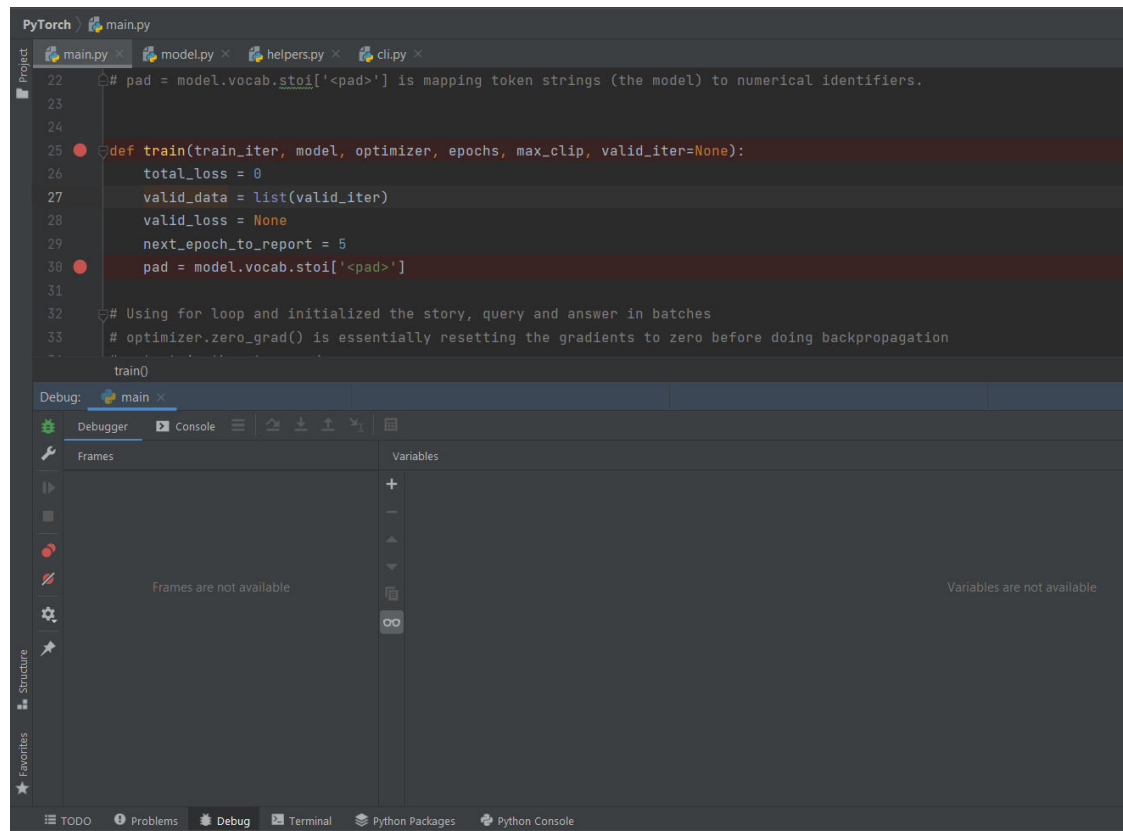 PyTorch main.py
main.py model.py helpers.py cli.py
Project
22 # pad = model.vocab.stoi['<pad>'] is mapping token strings (the model) to numerical identifiers.
23
24
25 def train(train_iter, model, optimizer, epochs, max_clip, valid_iter=None):
26 total_loss = 0
27 valid_data = list(valid_iter)
28 valid_loss = None
29 next_epoch_to_report = 5
30 pad = model.vocab.stoi['<pad>']
31
32 # Using for loop and initialized the story, query and answer in batches
33 # optimizer.zero_grad() is essentially resetting the gradients to zero before doing backpropagation
train()
Debug: main
Debugger Console
Frames Variables
Frames are not available Variables are not available
Structure
Favorites
TODO Problems Debug Terminal Python Packages Python Console